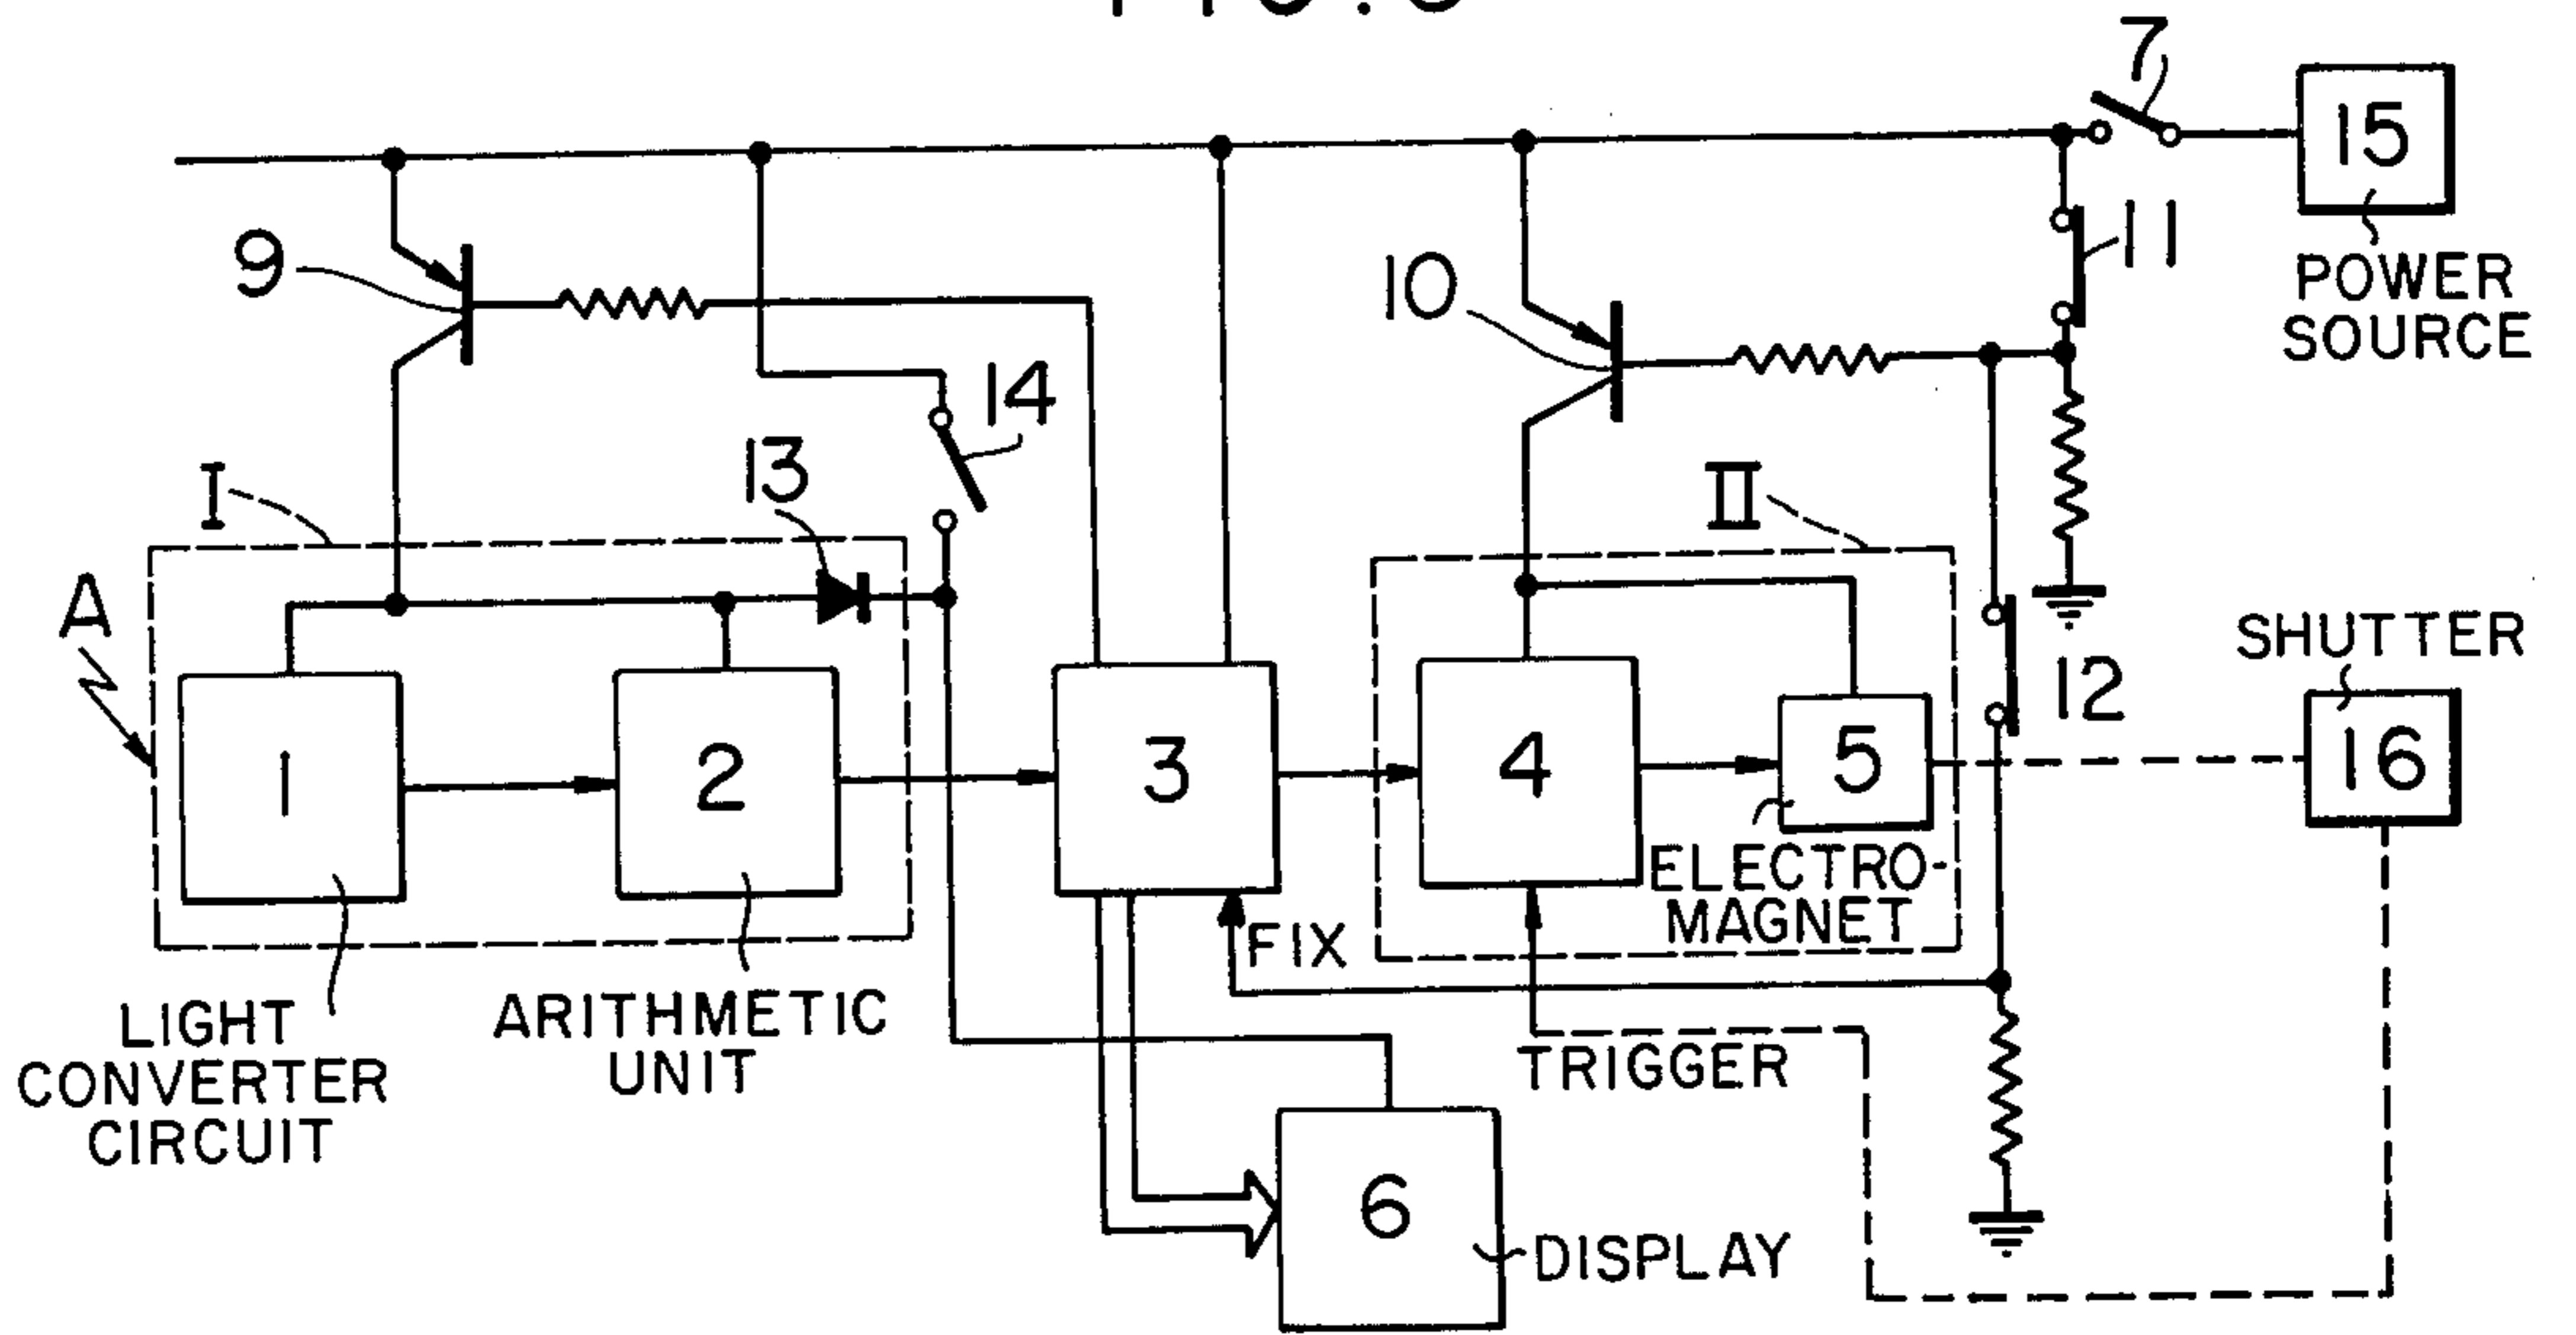 7
15
POWER
SOURCE
11
9
10
14
13
I
II
A
12
SHUTTER
16
1
2
3
4
5
ELECTRO-
MAGNET
FIX
LIGHT
CONVERTER
CIRCUIT
ARITHMETIC
UNIT
TRIGGER
6
DISPLAY